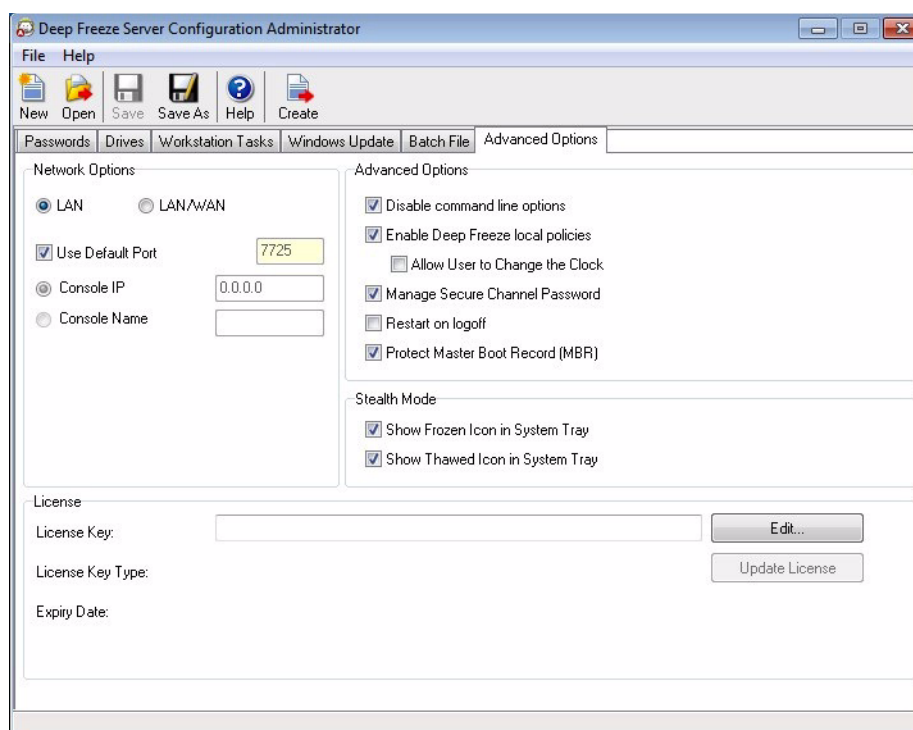 Deep Freeze Server Configuration Administrator
File Help
New Open Save Save As Help Create
Passwords Drives Workstation Tasks Windows Update Batch File Advanced Options
Network Options
LAN LAN/WAN
Use Default Port 7725
Console IP 0.0.0.0
Console Name
Advanced Options
Disable command line options
Enable Deep Freeze local policies
Allow User to Change the Clock
Manage Secure Channel Password
Restart on logoff
Protect Master Boot Record (MBR)
Stealth Mode
Show Frozen Icon in System Tray
Show Thawed Icon in System Tray
License
License Key: Edit...
License Key Type: Update License
Expiry Date: